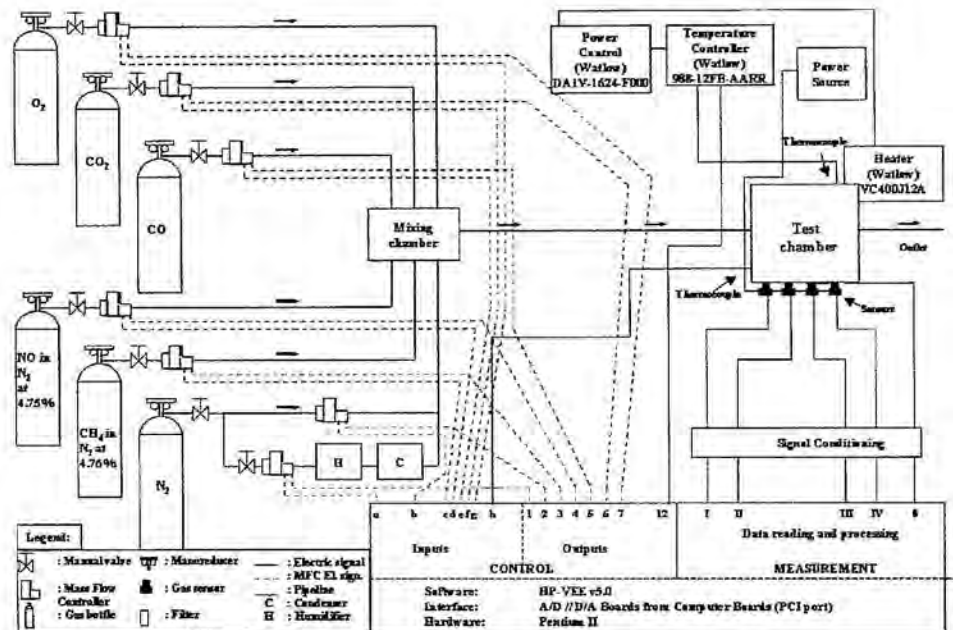 O2
CO2
CO
NO in
N2
at
4.75%
CH4 in
N2 at
4.76%
N2
Mixing
chamber
H
C
Power
Control
(Watlow)
DA1V-1624-F000
Temperature
Controller
(Watlow)
988-12FB-AARR
Power
Source
Thermocouple
Heater
(Watlow)
VC400J12A
Test
chamber
Outlet
Thermocouple
Sensors
Signal Conditioning
a b c d e f g h 1 2 3 4 5 6 7 12
I II III IV 8
Inputs
Outputs
CONTROL
Data reading and processing
MEASUREMENT
Software: HP-VEE v5.0
Interface: A/D // D/A Boards from Computer Boards (PCI port)
Hardware: Pentium II
Legend:
: Manual valve
: Manoreducer
: Electric signal
: MFC El sign.
: Mass Flow
Controller
: Gas sensor
: Pipeline
C : Condenser
: Gas bottle
: Filter
H : Humidifier